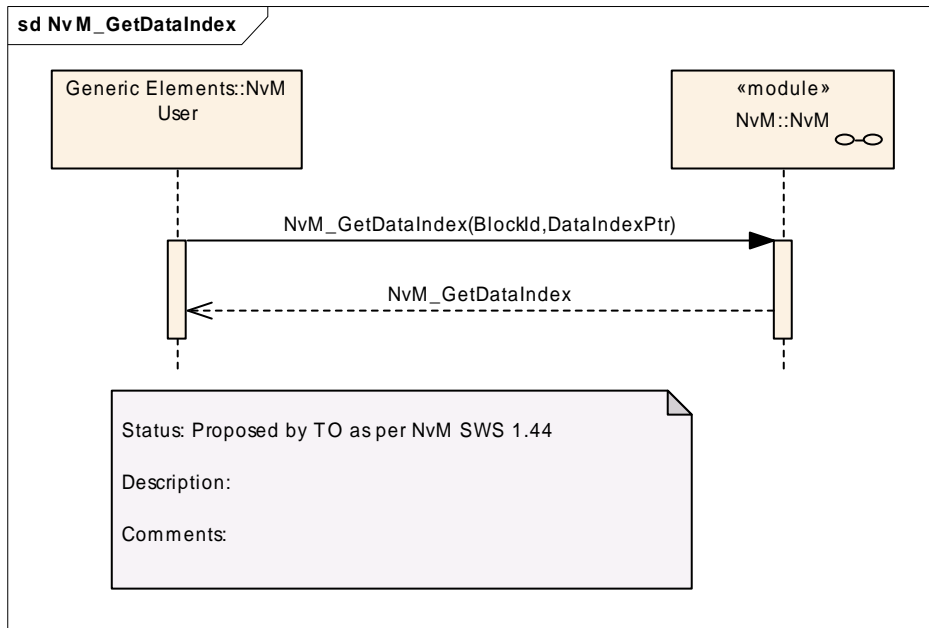 sd NvM_GetDataIndex
Generic Elements::NvM
User
«module»
NvM::NvM
NvM_GetDataIndex(BlockId,DataIndexPtr)
NvM_GetDataIndex
Status: Proposed by TO as per NvM SWS 1.44
Description:
Comments: